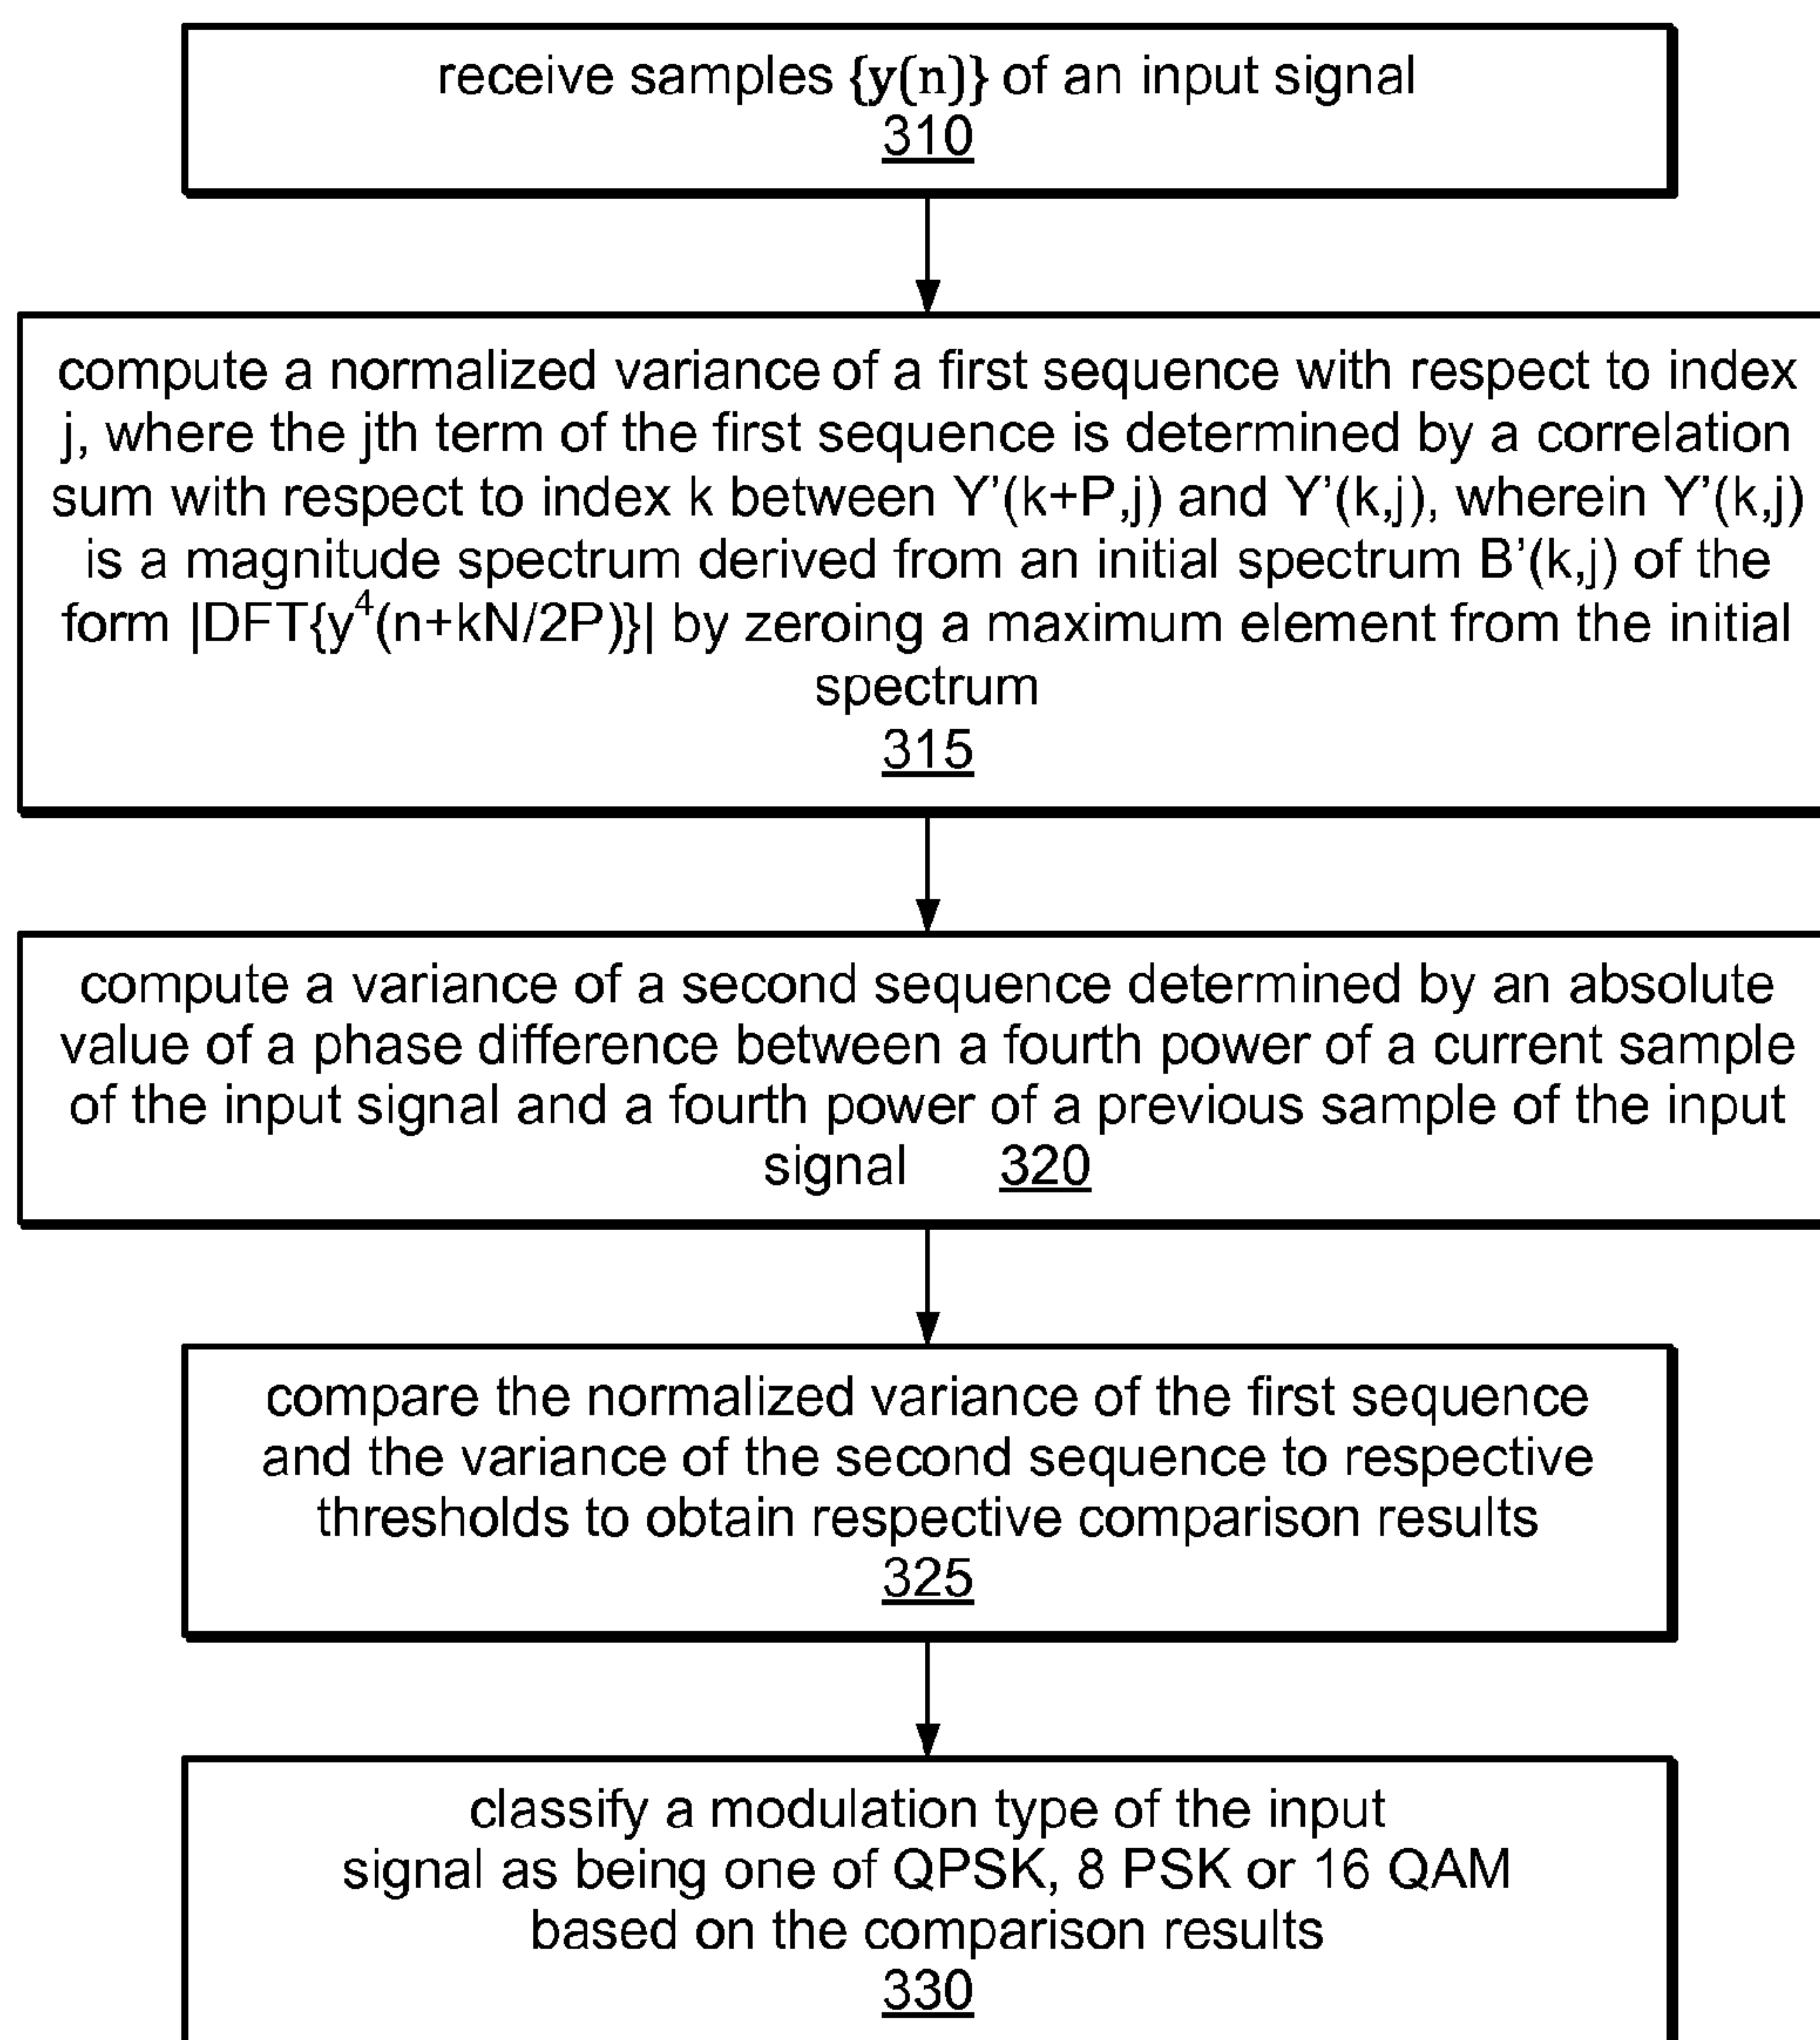 receive samples {y(n)} of an input signal
310
compute a normalized variance of a first sequence with respect to index
j, where the jth term of the first sequence is determined by a correlation
sum with respect to index k between Y’(k+P,j) and Y’(k,j), wherein Y’(k,j)
is a magnitude spectrum derived from an initial spectrum B’(k,j) of the
form |DFT{y⁴(n+kN/2P)}| by zeroing a maximum element from the initial
spectrum
315
compute a variance of a second sequence determined by an absolute
value of a phase difference between a fourth power of a current sample
of the input signal and a fourth power of a previous sample of the input
signal 320
compare the normalized variance of the first sequence
and the variance of the second sequence to respective
thresholds to obtain respective comparison results
325
classify a modulation type of the input
signal as being one of QPSK, 8 PSK or 16 QAM
based on the comparison results
330